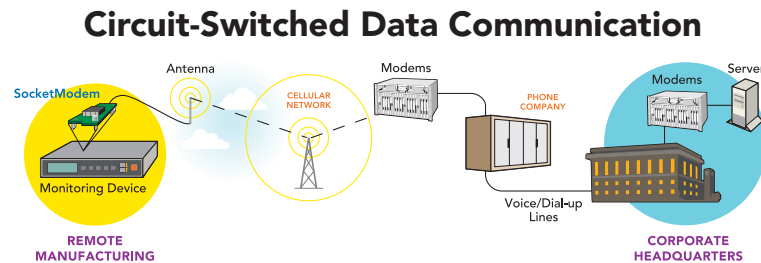 Circuit-Switched Data Communication
SocketModem
Antenna
CELLULAR
NETWORK
Modems
PHONE
COMPANY
Modems
Server
Monitoring Device
Voice/Dial-up
Lines
REMOTE
MANUFACTURING
CORPORATE
HEADQUARTERS